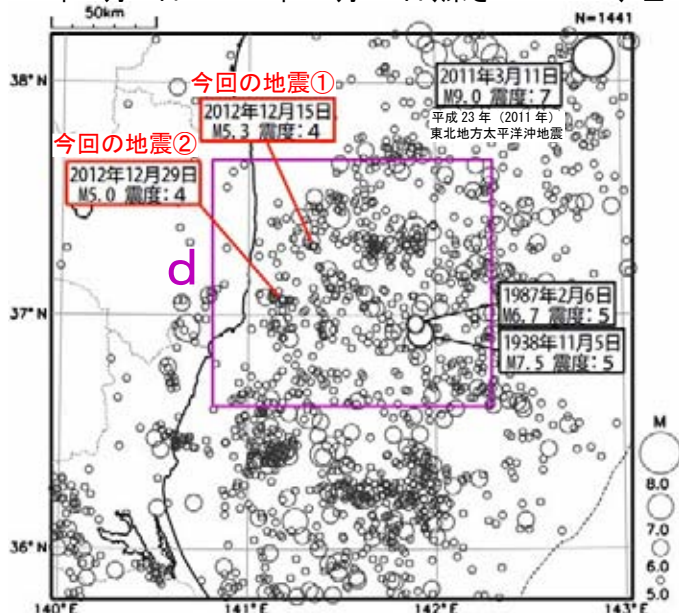 50km
N=1441
38°N
37°N
36°N
今回の地震①
2012年12月15日
M5.3 震度：4
今回の地震②
2012年12月29日
M5.0 震度：4
2011年3月11日
M9.0 震度：7
平成 23 年（2011 年）
東北地方太平洋沖地震
d
1987年2月6日
M6.7 震度：5
1938年11月5日
M7.5 震度：5
M
8.0
7.0
6.0
5.0
140°E
141°E
142°E
143°E